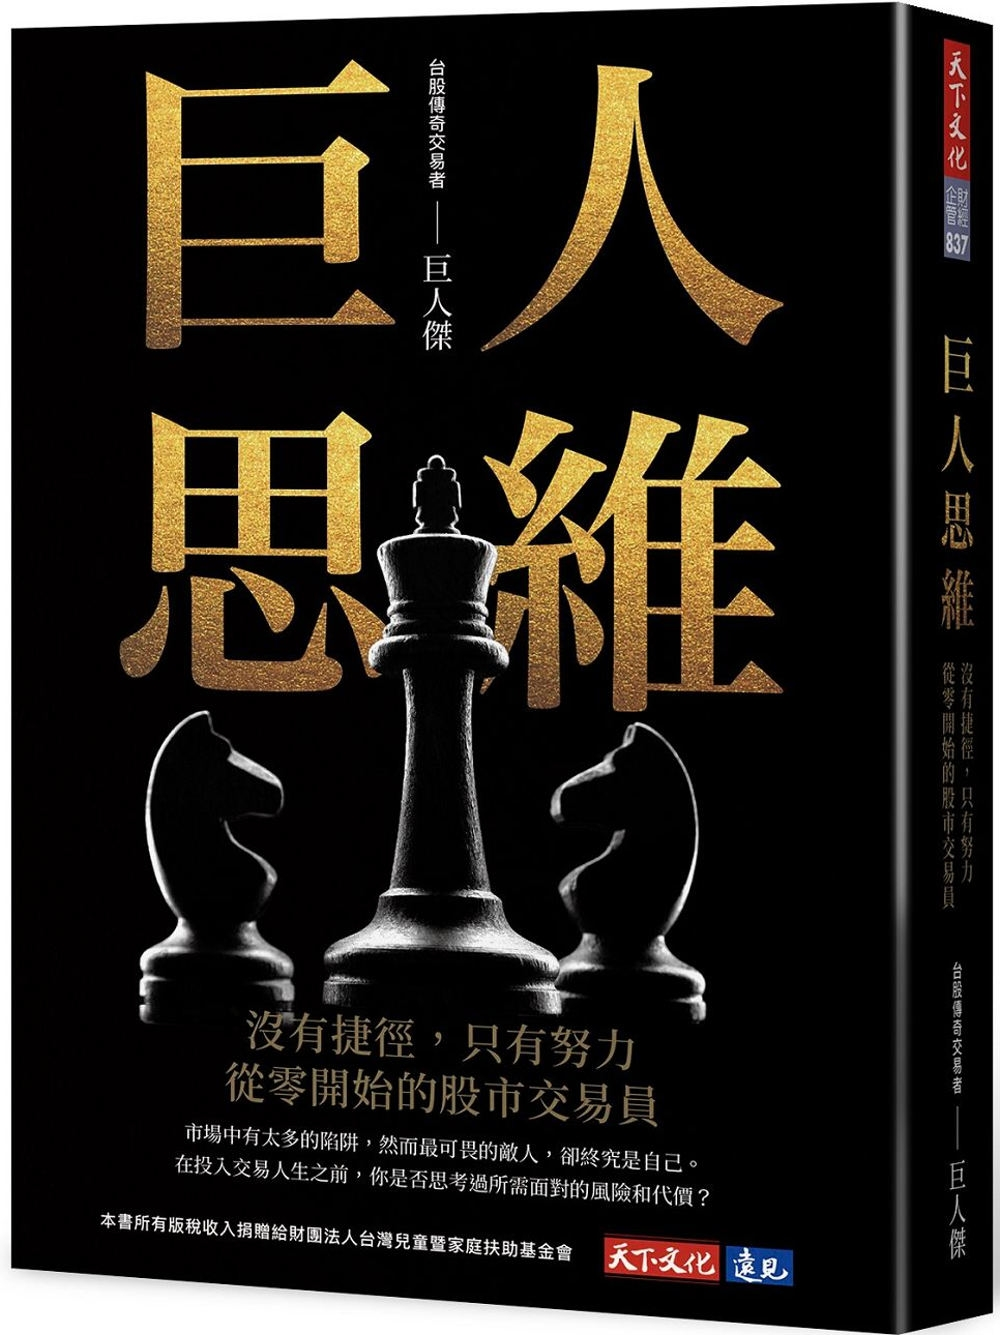 巨人
思維
台股傳奇交易者——巨人傑
沒有捷徑，只有努力
從零開始的股市交易員
市場中有太多的陷阱，然而最可畏的敵人，卻終究是自己。
在投入交易人生之前，你是否思考過所需面對的風險和代價？
本書所有版稅收入捐贈給財團法人台灣兒童暨家庭扶助基金會
天下文化
遠見
天下文化
財經
企管
837
巨人思維
沒有捷徑，只有努力
從零開始的股市交易員
台股傳奇交易者——巨人傑